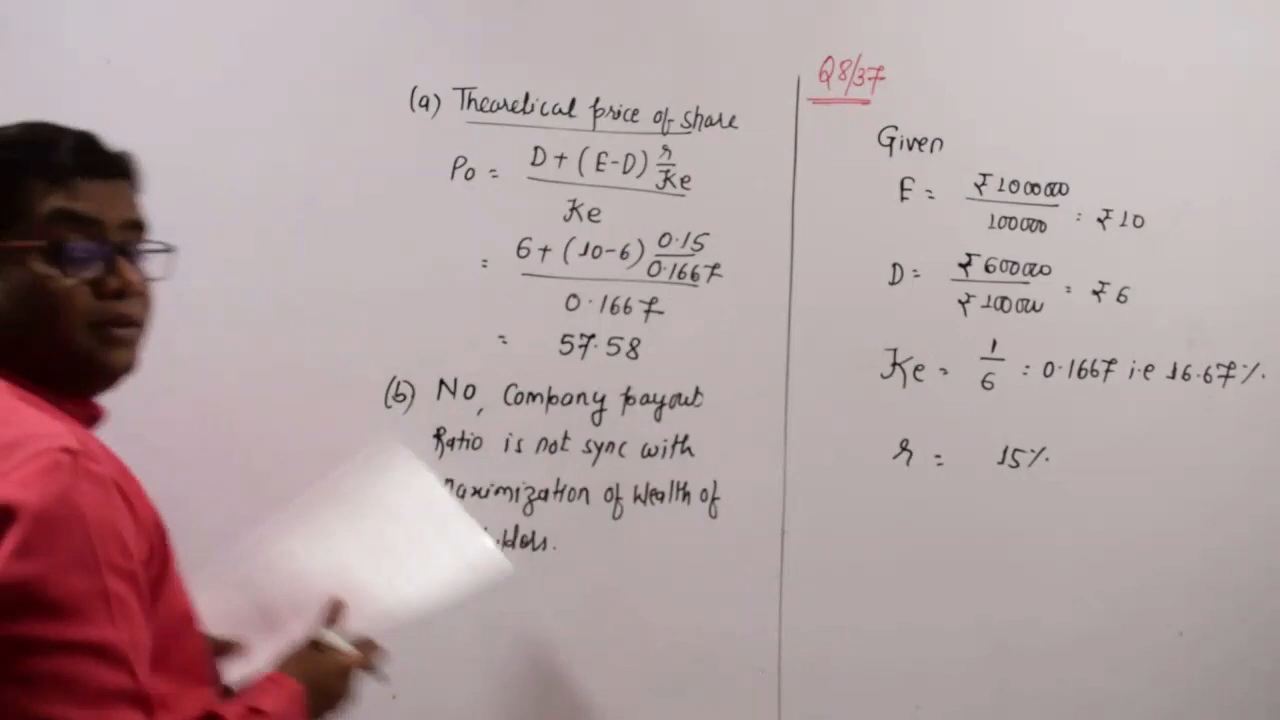 (a) Theoretical price of share
P0 = D + (E-D) r/Ke
Ke
= 6 + (10-6) 0.15/0.1667
0.1667
= 57.58
(b) No, Company payout
Ratio is not sync with
maximization of Wealth of
Q8/37
Given
E = ₹1000000
100000
= ₹10
D = ₹600000
₹100000
= ₹6
Ke = 1/6 = 0.1667 i.e 16.67%.
r = 15%.